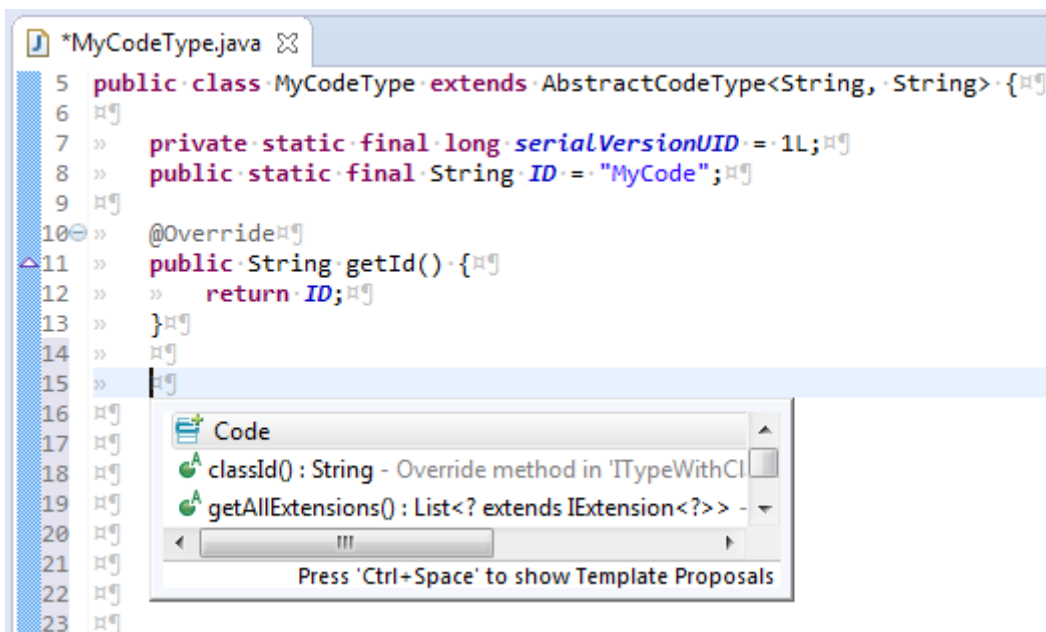 *MyCodeType.java
5 public class MyCodeType extends AbstractCodeType<String, String> {¤¶
6 ¤¶
7 » private static final long serialVersionUID = 1L;¤¶
8 » public static final String ID = "MyCode";¤¶
9 ¤¶
10 » @Override¤¶
11 » public String getId() {¤¶
12 » » return ID;¤¶
13 » }¤¶
14 » ¤¶
15 » ¤¶
16 ¤¶
17 ¤¶
18 ¤¶
19 ¤¶
20 ¤¶
21 ¤¶
22 ¤¶
23 ¤¶
Code
classId() : String - Override method in 'ITypeWithCl
getAllExtensions() : List<? extends IExtension<?>> -
Press 'Ctrl+Space' to show Template Proposals